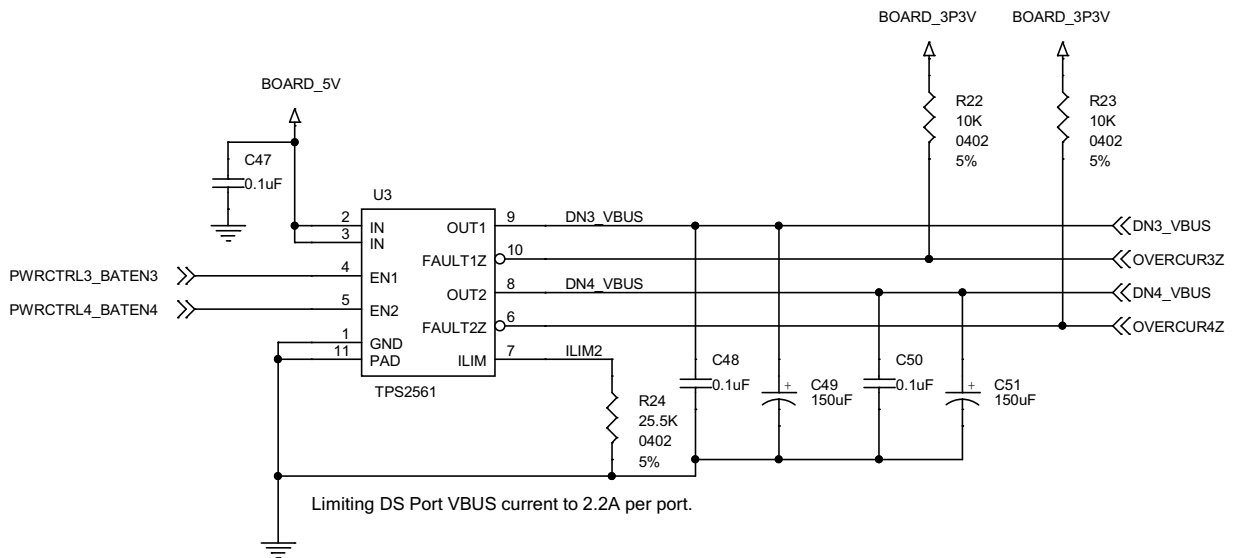 BOARD_3P3V BOARD_3P3V
BOARD_5V
R22
10K
0402
5%
R23
10K
0402
5%
C47
0.1uF
U3
2 IN
3 IN
4 EN1
5 EN2
1 GND
11 PAD
OUT1 9
FAULT1Z 10
OUT2 8
FAULT2Z 6
ILIM 7
TPS2561
PWRCTRL3_BATEN3
PWRCTRL4_BATEN4
DN3_VBUS
DN4_VBUS
ILIM2
DN3_VBUS
OVERCUR3Z
DN4_VBUS
OVERCUR4Z
R24
25.5K
0402
5%
C48
0.1uF
+
C49
150uF
C50
0.1uF
+
C51
150uF
Limiting DS Port VBUS current to 2.2A per port.